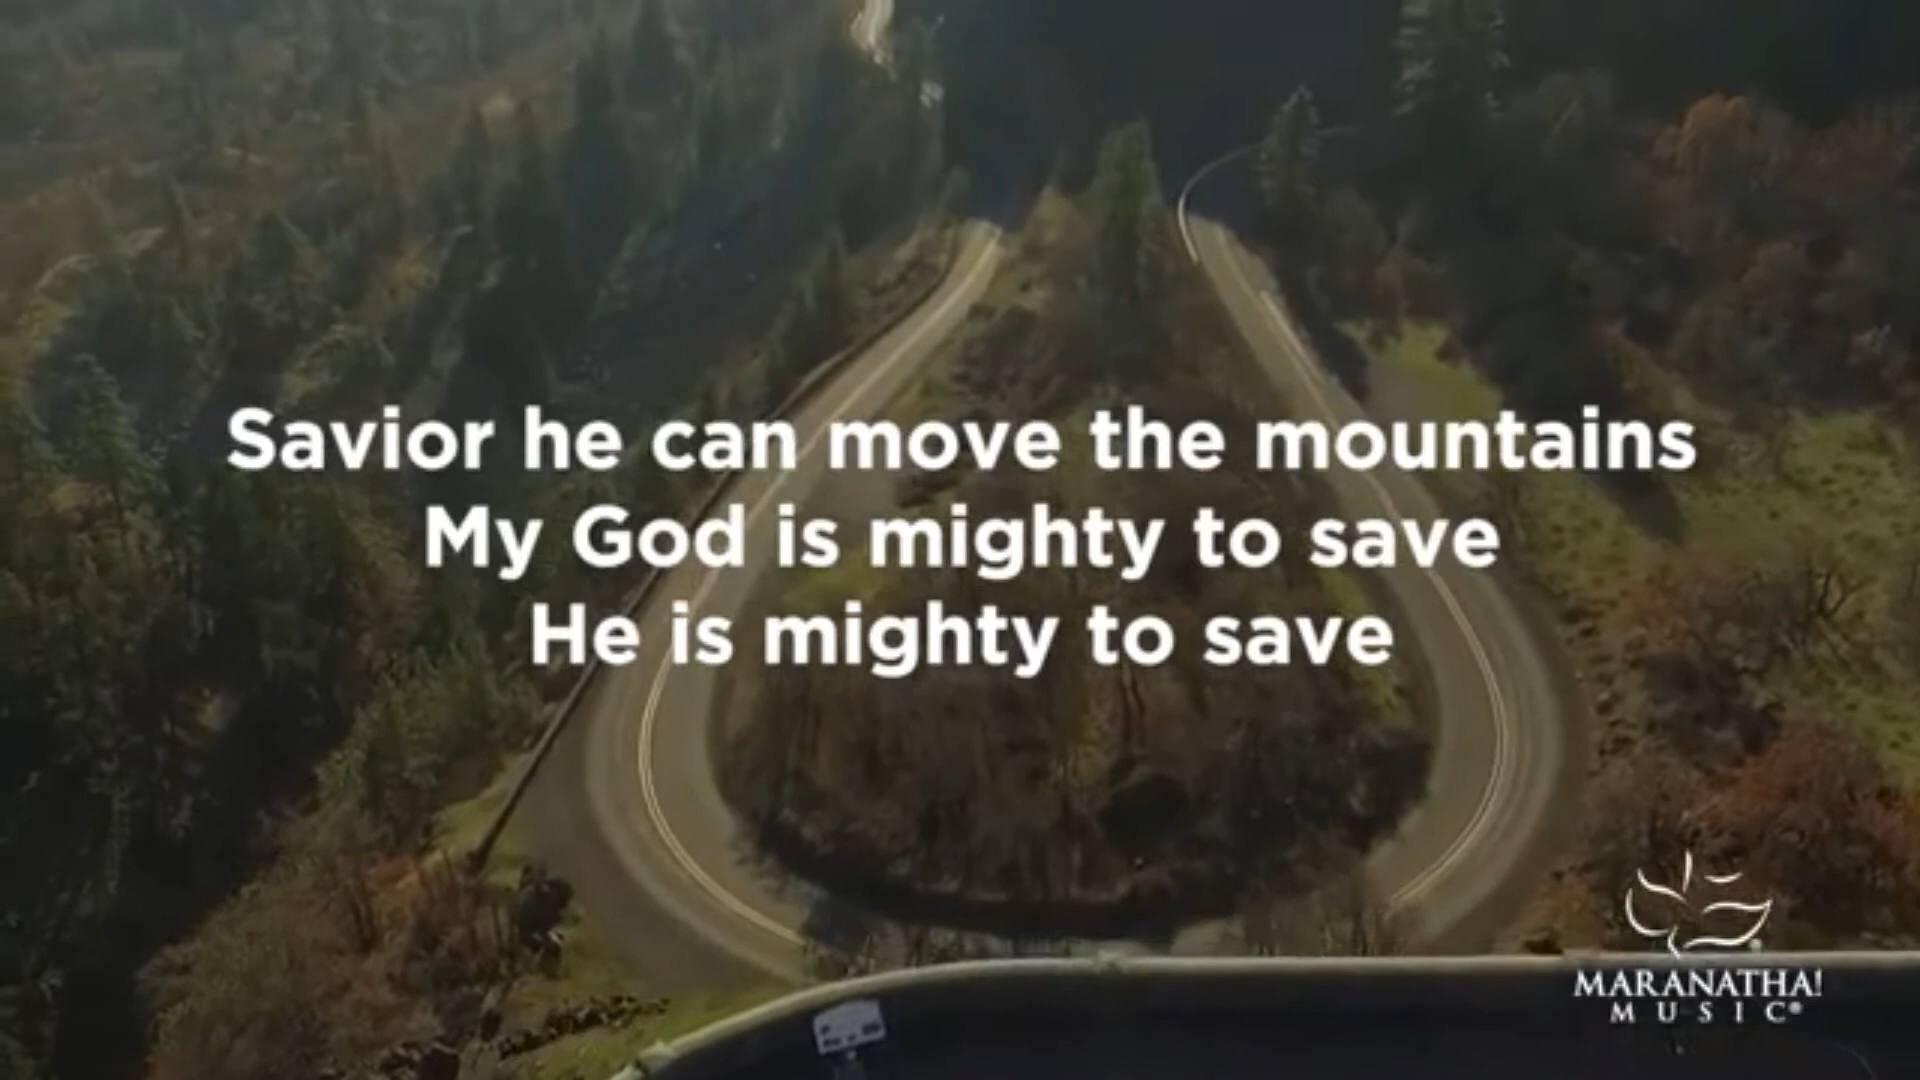 Savior he can move the mountains
My God is mighty to save
He is mighty to save
MARANATHA!
MUSIC®